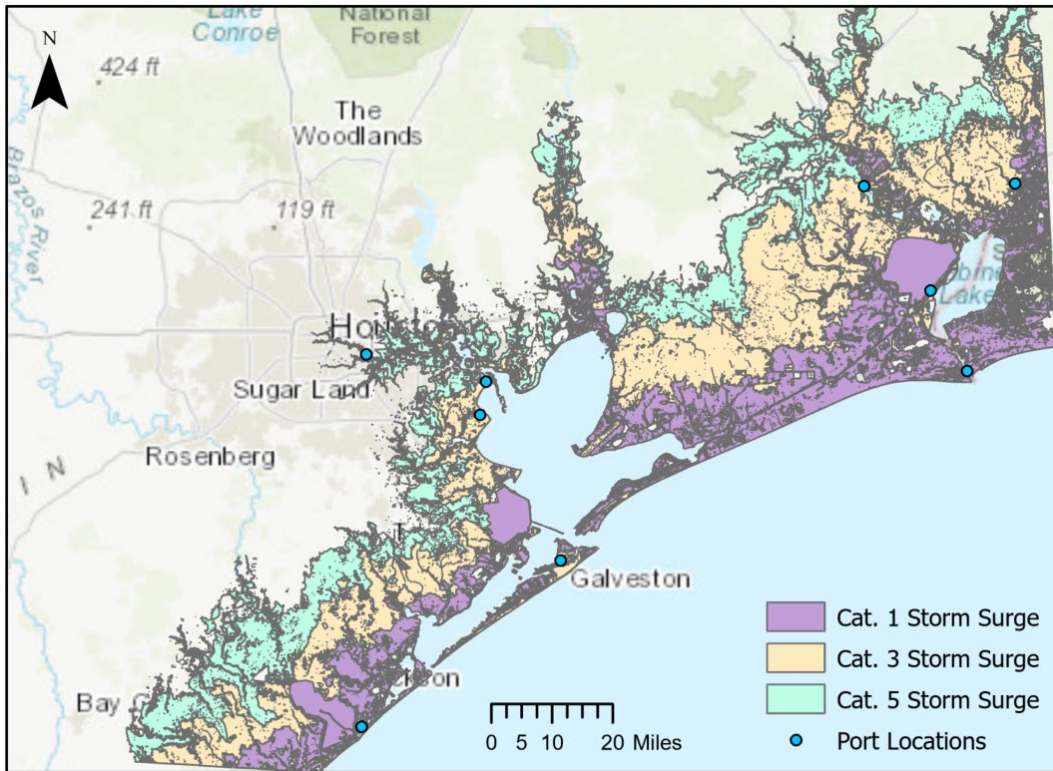 National
Lake
Conroe
Forest
N
424 ft
The
Woodlands
Brazos River
241 ft
119 ft
Sugar Land
Rosenberg
I N
Galveston
Lake
Bay
0 5 10 20 Miles
Cat. 1 Storm Surge
Cat. 3 Storm Surge
Cat. 5 Storm Surge
Port Locations